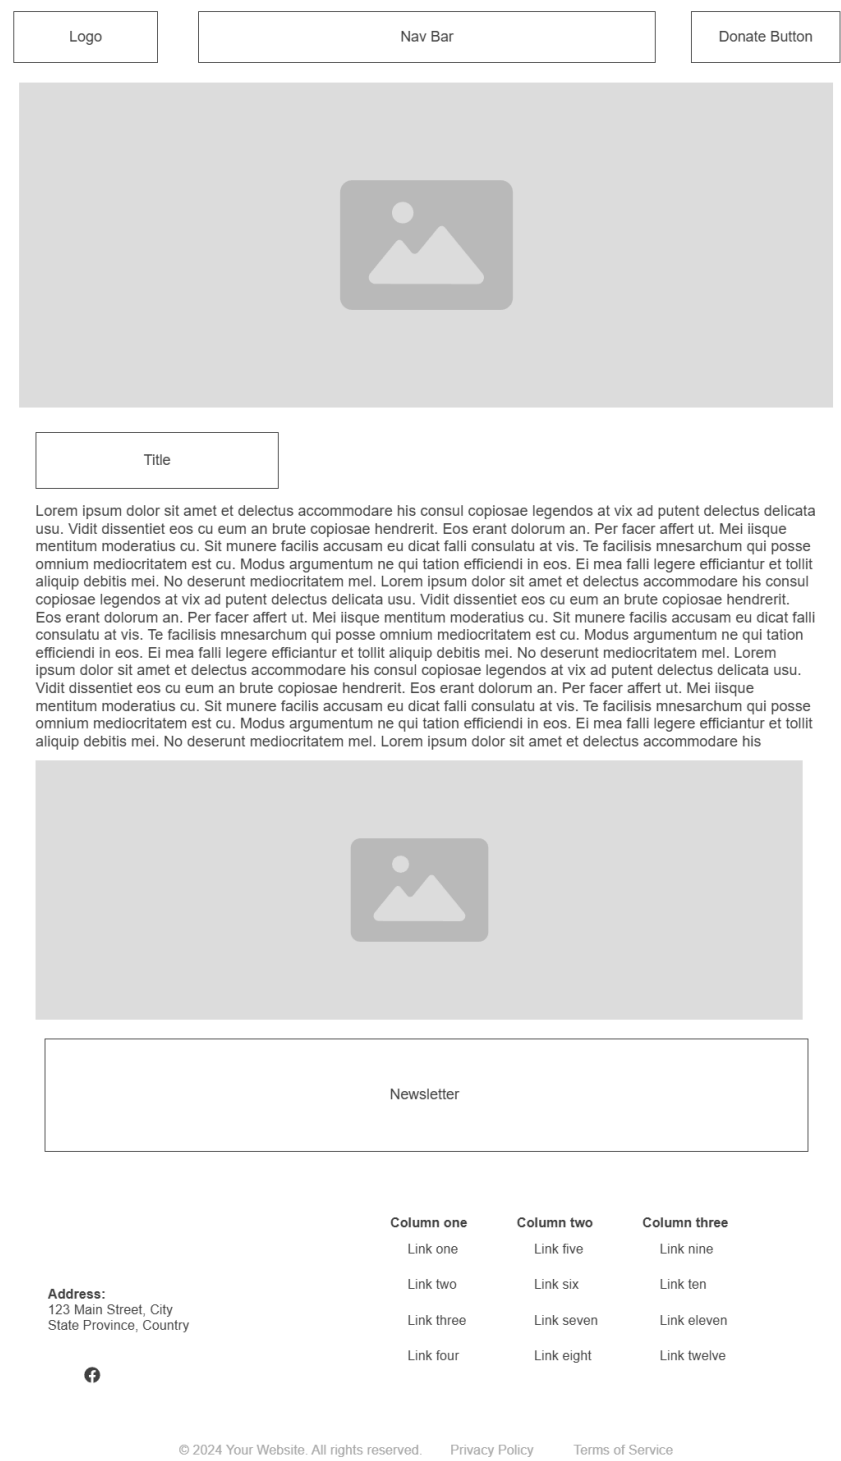 Logo
Nav Bar
Donate Button
Title
Lorem ipsum dolor sit amet et delectus accommodare his consul copiosae legendos at vix ad putent delectus delicata
usu. Vidit dissentiet eos cu eum an brute copiosae hendrerit. Eos erant dolorum an. Per facer affert ut. Mei iisque
mentitum moderatius cu. Sit munere facilis accusam eu dicat falli consulatu at vis. Te facilisis mnesarchum qui posse
omnium mediocritatem est cu. Modus argumentum ne qui tation efficiendi in eos. Ei mea falli legere efficiantur et tollit
aliquip debitis mei. No deserunt mediocritatem mel. Lorem ipsum dolor sit amet et delectus accommodare his consul
copiosae legendos at vix ad putent delectus delicata usu. Vidit dissentiet eos cu eum an brute copiosae hendrerit.
Eos erant dolorum an. Per facer affert ut. Mei iisque mentitum moderatius cu. Sit munere facilis accusam eu dicat falli
consulatu at vis. Te facilisis mnesarchum qui posse omnium mediocritatem est cu. Modus argumentum ne qui tation
efficiendi in eos. Ei mea falli legere efficiantur et tollit aliquip debitis mei. No deserunt mediocritatem mel. Lorem
ipsum dolor sit amet et delectus accommodare his consul copiosae legendos at vix ad putent delectus delicata usu.
Vidit dissentiet eos cu eum an brute copiosae hendrerit. Eos erant dolorum an. Per facer affert ut. Mei iisque
mentitum moderatius cu. Sit munere facilis accusam eu dicat falli consulatu at vis. Te facilisis mnesarchum qui posse
omnium mediocritatem est cu. Modus argumentum ne qui tation efficiendi in eos. Ei mea falli legere efficiantur et tollit
aliquip debitis mei. No deserunt mediocritatem mel. Lorem ipsum dolor sit amet et delectus accommodare his
Newsletter
Address:
123 Main Street, City
State Province, Country
Column one
Link one
Link two
Link three
Link four
Column two
Link five
Link six
Link seven
Link eight
Column three
Link nine
Link ten
Link eleven
Link twelve
© 2024 Your Website. All rights reserved.
Privacy Policy
Terms of Service